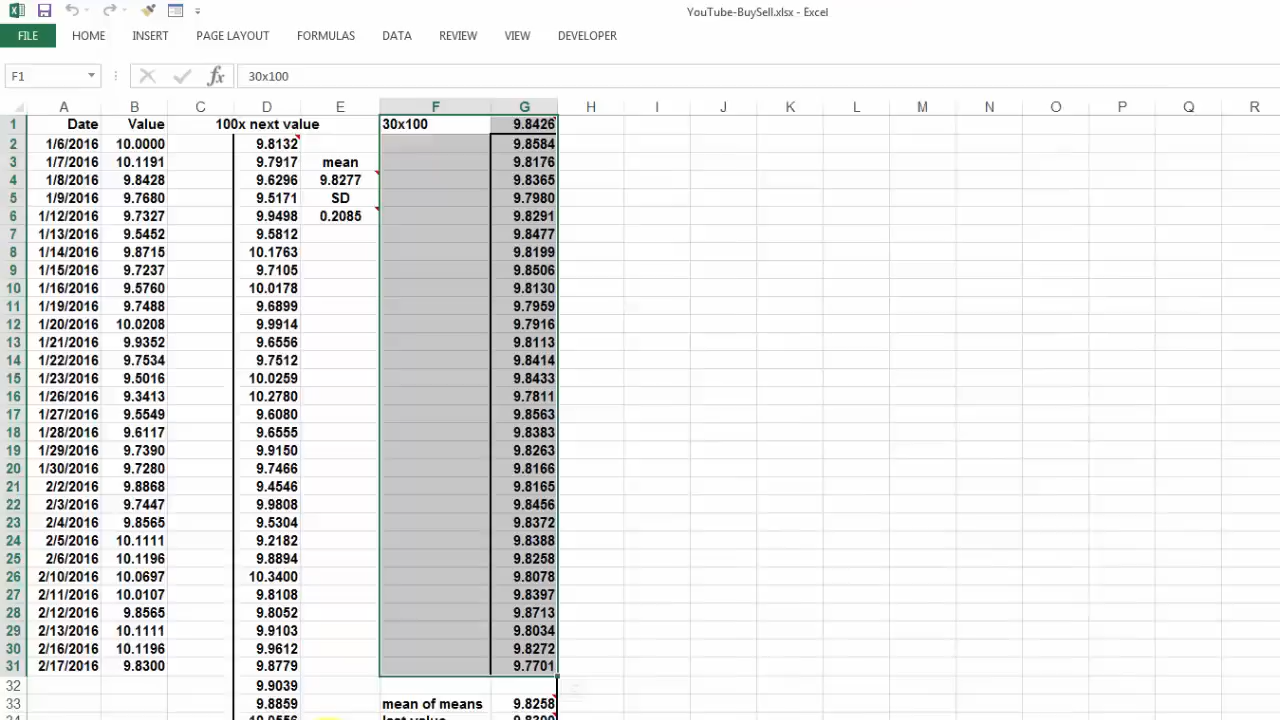 YouTube-BuySell.xlsx - Excel
FILE HOME INSERT PAGE LAYOUT FORMULAS DATA REVIEW VIEW DEVELOPER
F1 fx 30x100
A B C D E F G H I J K L M N O P Q R
1 Date Value 100x next value 30x100 9.8426
2 1/6/2016 10.0000 9.8132 9.8584
3 1/7/2016 10.1191 9.7917 mean 9.8176
4 1/8/2016 9.8428 9.6296 9.8277 9.8365
5 1/9/2016 9.7680 9.5171 SD 9.7980
6 1/12/2016 9.7327 9.9498 0.2085 9.8291
7 1/13/2016 9.5452 9.5812 9.8477
8 1/14/2016 9.8715 10.1763 9.8199
9 1/15/2016 9.7237 9.7105 9.8506
10 1/16/2016 9.5760 10.0178 9.8130
11 1/19/2016 9.7488 9.6899 9.7959
12 1/20/2016 10.0208 9.9914 9.7916
13 1/21/2016 9.9352 9.6556 9.8113
14 1/22/2016 9.7534 9.7512 9.8414
15 1/23/2016 9.5016 10.0259 9.8433
16 1/26/2016 9.3413 10.2780 9.7811
17 1/27/2016 9.5549 9.6080 9.8563
18 1/28/2016 9.6117 9.6555 9.8383
19 1/29/2016 9.7390 9.9150 9.8263
20 1/30/2016 9.7280 9.7466 9.8166
21 2/2/2016 9.8868 9.4546 9.8165
22 2/3/2016 9.7447 9.9808 9.8456
23 2/4/2016 9.8565 9.5304 9.8372
24 2/5/2016 10.1111 9.2182 9.8388
25 2/6/2016 10.1196 9.8894 9.8258
26 2/10/2016 10.0697 10.3400 9.8078
27 2/11/2016 10.0107 9.8108 9.8397
28 2/12/2016 9.8565 9.8052 9.8713
29 2/13/2016 10.1111 9.9103 9.8034
30 2/16/2016 10.1196 9.9612 9.8272
31 2/17/2016 9.8300 9.8779 9.7701
32 9.9039
33 9.8859 mean of means 9.8258
34 10.0556 last value 9.8300